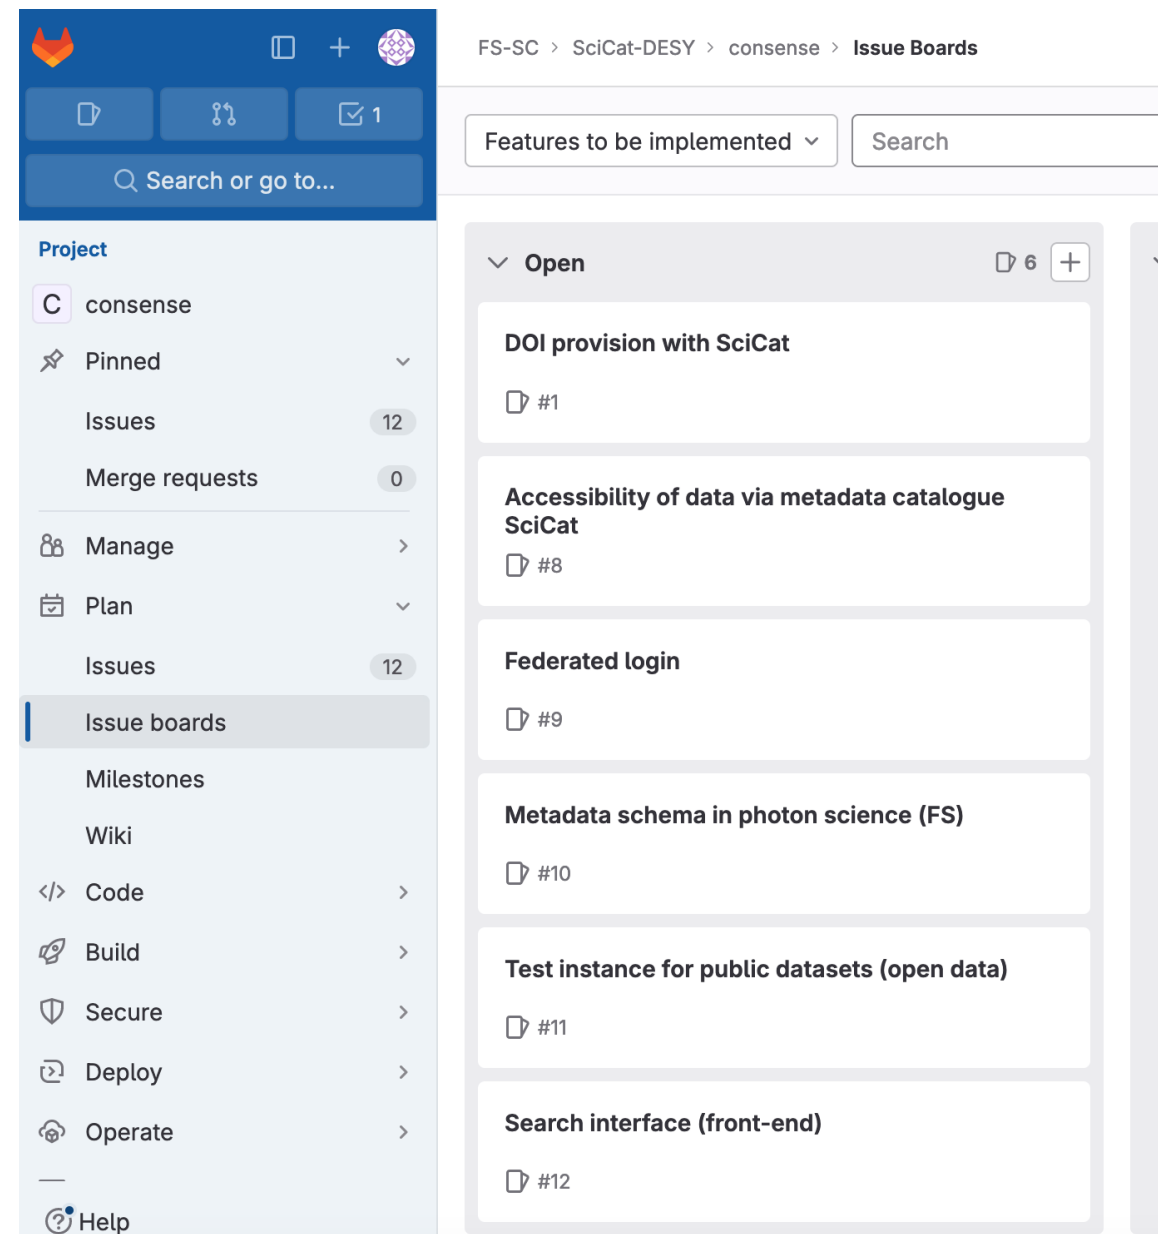 FS-SC > SciCat-DESY > consense > Issue Boards
1
Search or go to...
Features to be implemented
Search
Project
C consense
Pinned
Issues 12
Merge requests 0
Manage
Plan
Issues 12
Issue boards
Milestones
Wiki
Code
Build
Secure
Deploy
Operate
Help
Open 6
DOI provision with SciCat
#1
Accessibility of data via metadata catalogue
SciCat
#8
Federated login
#9
Metadata schema in photon science (FS)
#10
Test instance for public datasets (open data)
#11
Search interface (front-end)
#12